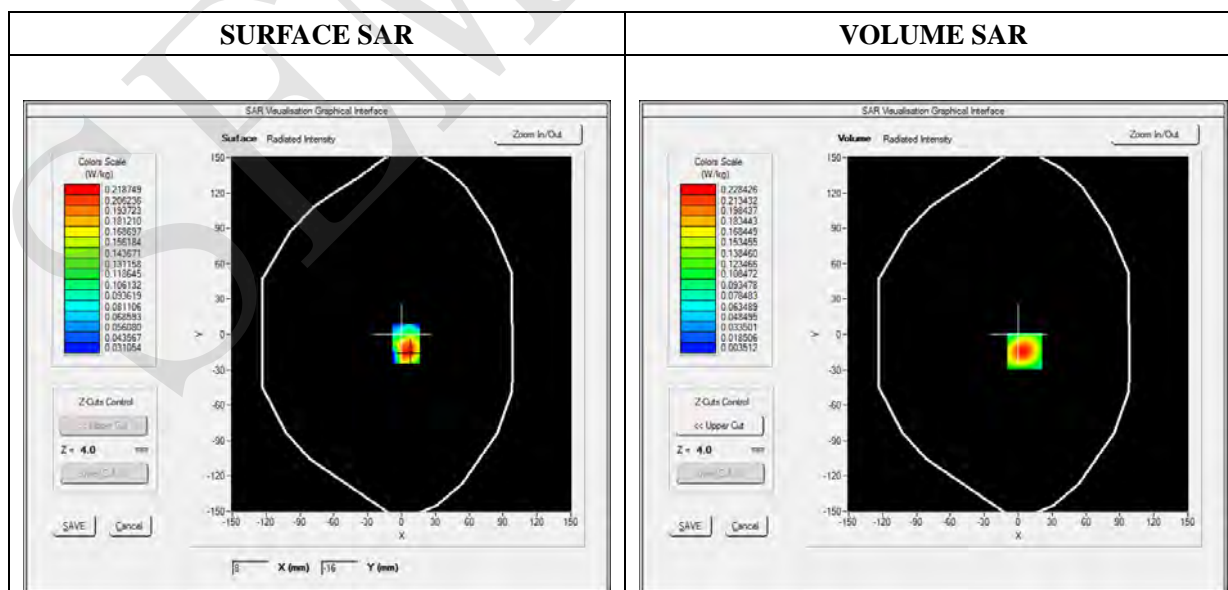 SURFACE SAR
VOLUME SAR
SAR Visualisation Graphical Interface
Surface Radiated Intensity
Zoom In/Out
Colors Scale
(W/kg)
0.218749
0.206236
0.193723
0.181210
0.168697
0.156184
0.143671
0.131158
0.118645
0.106132
0.093619
0.081106
0.068593
0.056080
0.043567
0.031054
Z-Cuts Control
<< Upper Cut
Z = 4.0 mm
SAVE
Cancel
150
120
90
60
30
0
-30
-60
-90
-120
-150
Y
-150 -120 -90 -60 -30 0 30 60 90 120 150
X
8 X (mm) -16 Y (mm)
SAR Visualisation Graphical Interface
Volume Radiated Intensity
Zoom In/Out
Colors Scale
(W/kg)
0.228426
0.213432
0.198437
0.183443
0.168449
0.153455
0.138460
0.123466
0.108472
0.093478
0.078483
0.063489
0.048495
0.033501
0.018506
0.003512
Z-Cuts Control
<< Upper Cut
Z = 4.0 mm
SAVE
Cancel
150
120
90
60
30
0
-30
-60
-90
-120
-150
Y
-150 -120 -90 -60 -30 0 30 60 90 120 150
X